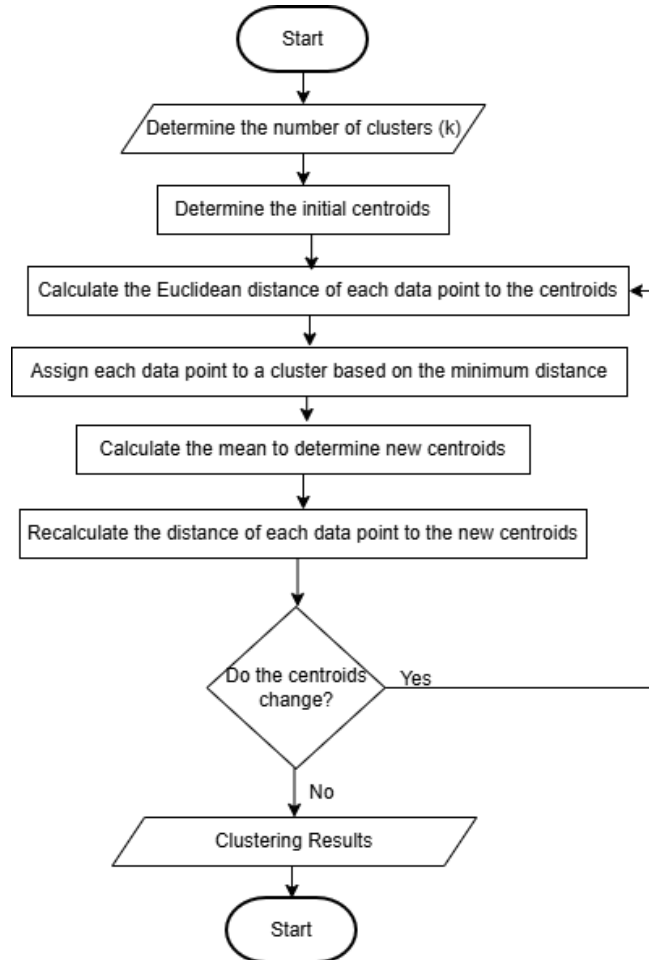 Start
Determine the number of clusters (k)
Determine the initial centroids
Calculate the Euclidean distance of each data point to the centroids
Assign each data point to a cluster based on the minimum distance
Calculate the mean to determine new centroids
Recalculate the distance of each data point to the new centroids
Do the centroids
change?
Yes
No
Clustering Results
Start